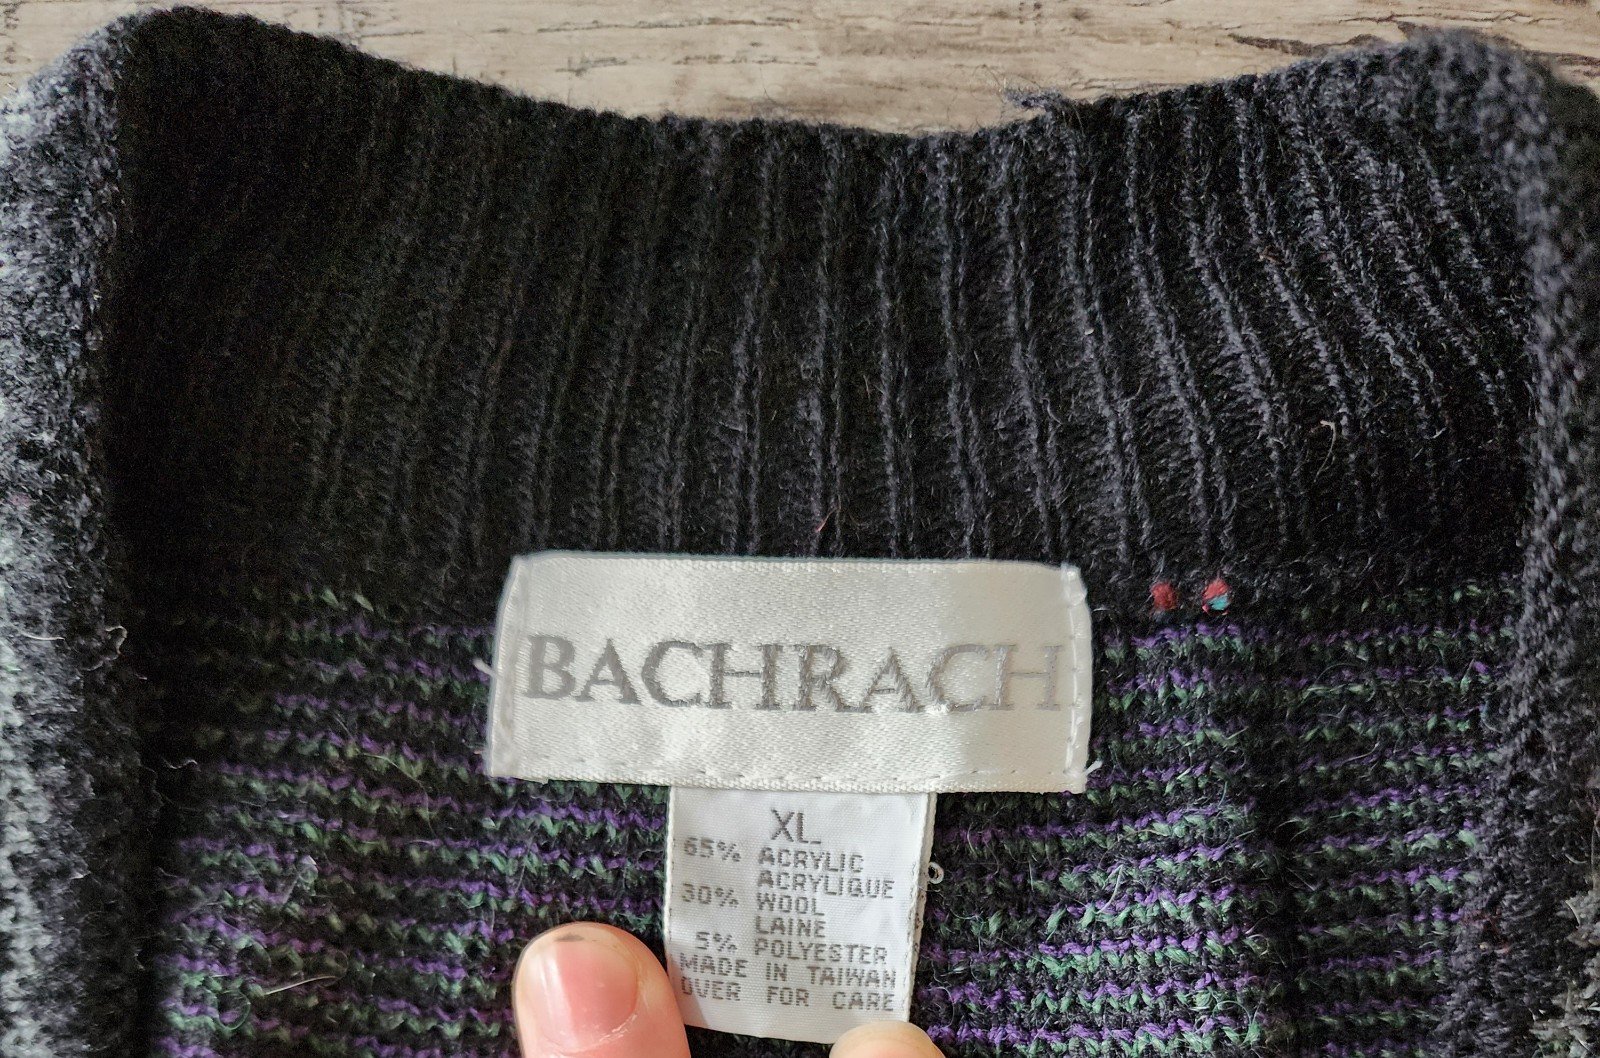 BACHRACH
XL
65% ACRYLIC
ACRYLIQUE
30% WOOL
LAINE
5% POLYESTER
MADE IN TAIWAN
OVER FOR CARE